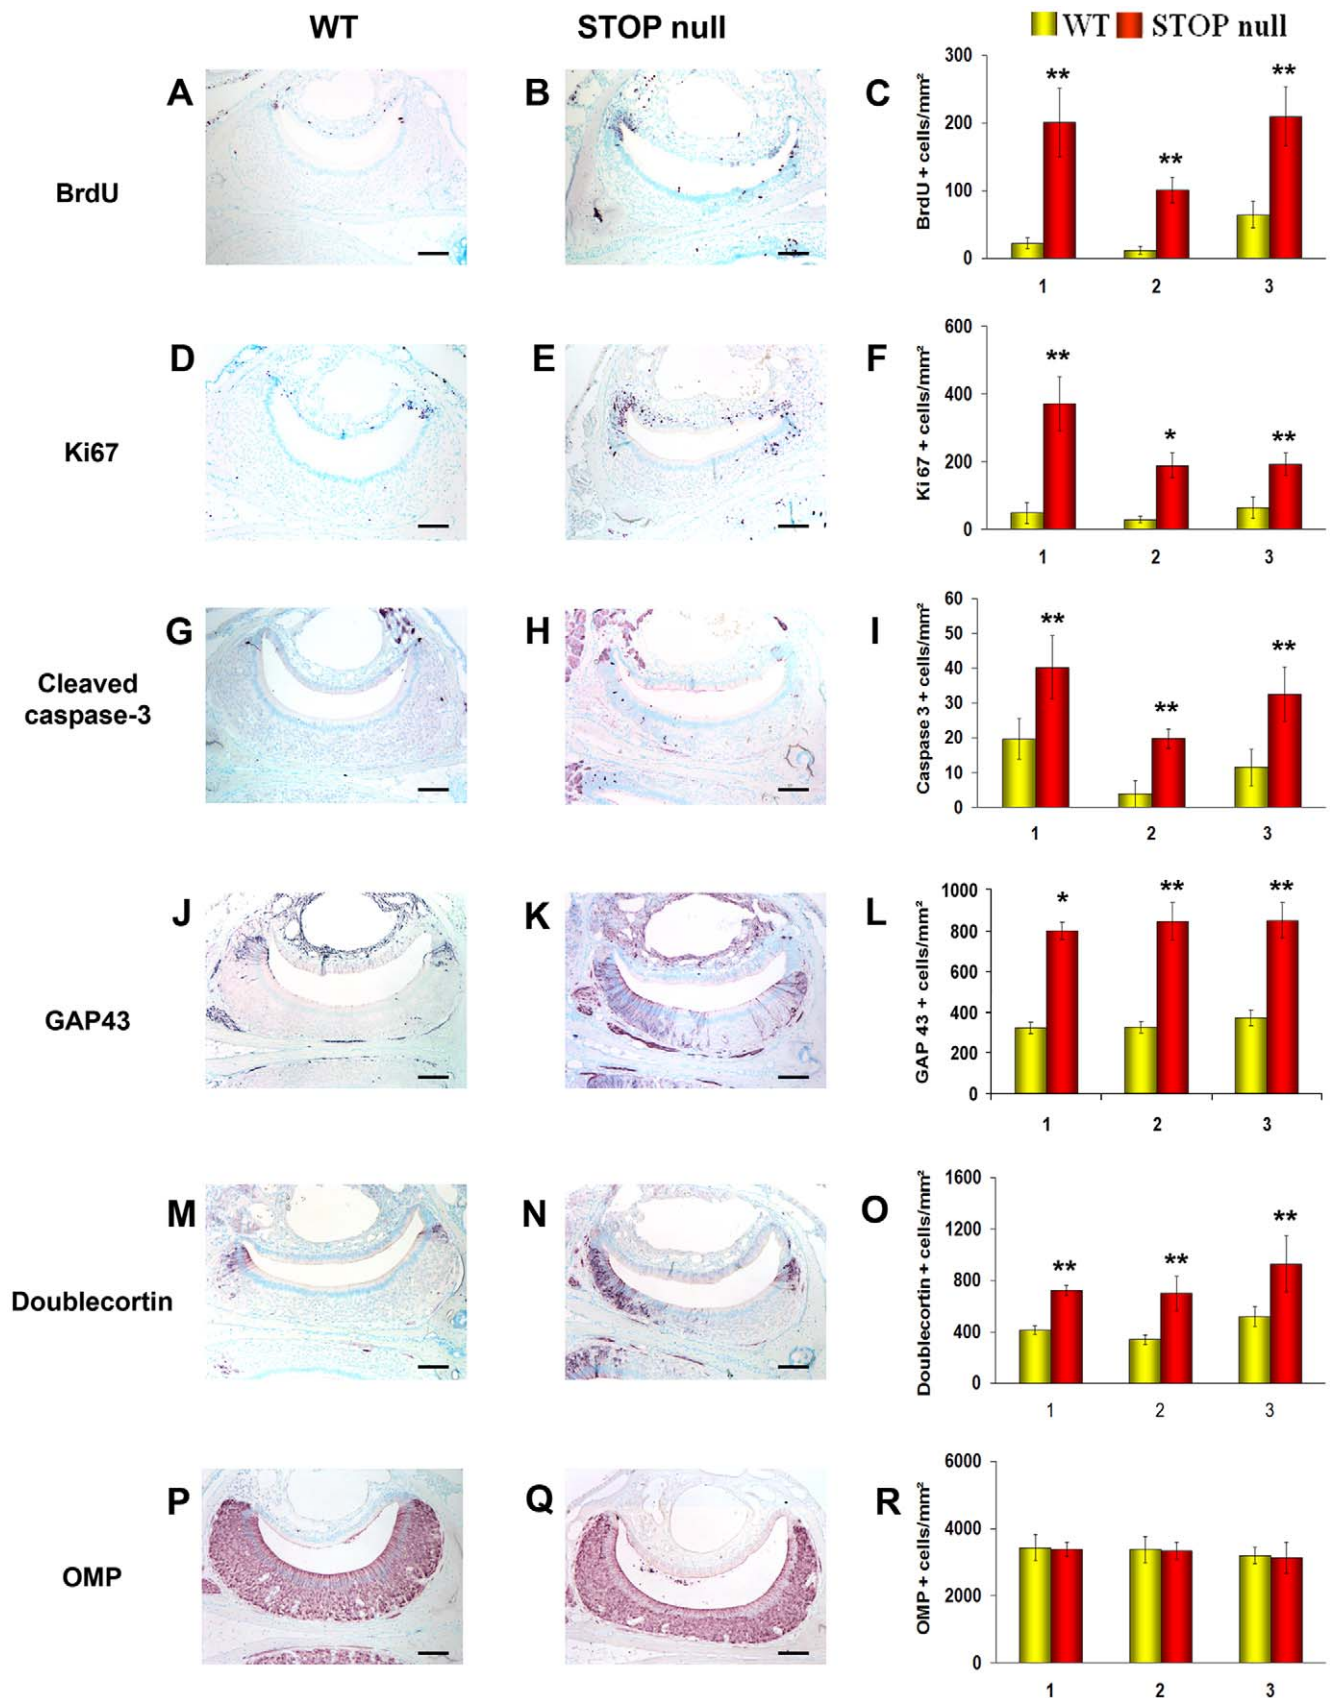 WT STOP null WT STOP null
BrdU
A B C
BrdU + cells/mm²
300
200
100
0
** ** **
1 2 3
Ki67
D E F
Ki 67 + cells/mm²
600
400
200
0
** * **
1 2 3
Cleaved
caspase-3
G H I
Caspase 3 + cells/mm²
60
50
40
30
20
10
0
** ** **
1 2 3
GAP43
J K L
GAP 43 + cells/mm²
1000
800
600
400
200
0
* ** **
1 2 3
Doublecortin
M N O
Doublecortin + cells/mm²
1600
1200
800
400
0
** ** **
1 2 3
OMP
P Q R
OMP + cells/mm²
6000
4000
2000
0
1 2 3